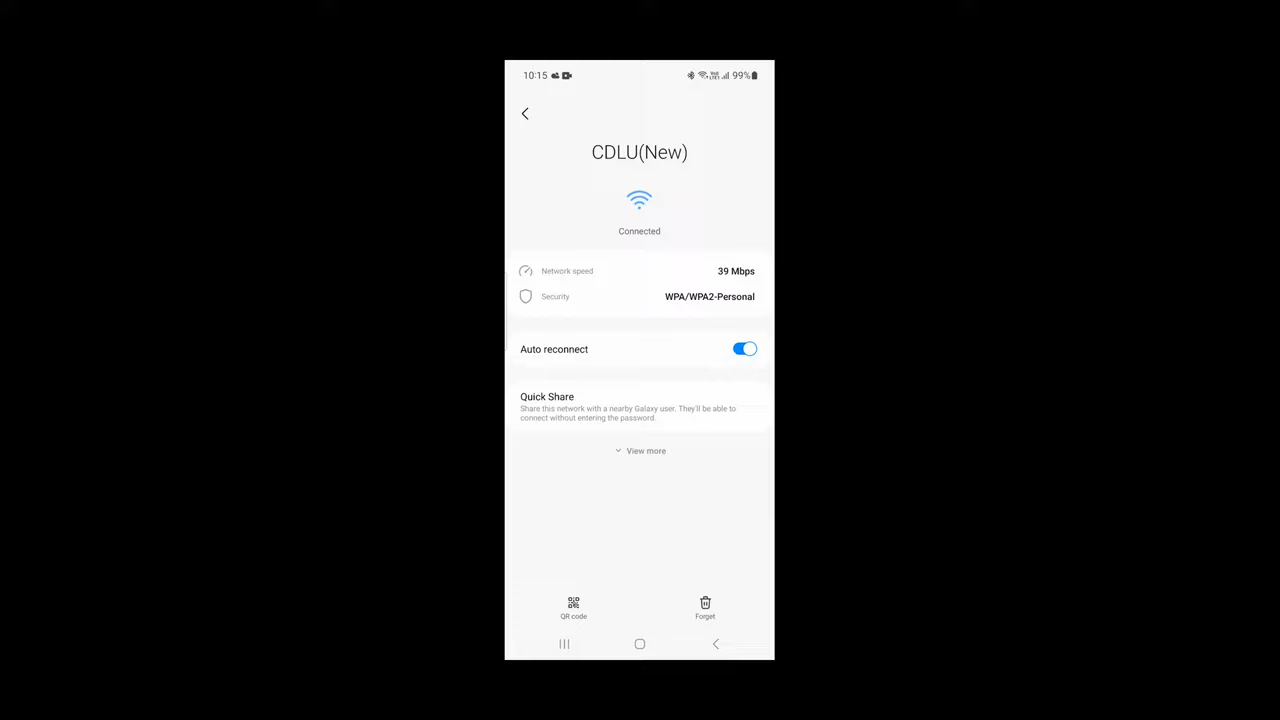 10:15 99%
CDLU(New)
Connected
Network speed 39 Mbps
Security WPA/WPA2-Personal
Auto reconnect
Quick Share
Share this network with a nearby Galaxy user. They'll be able to
connect without entering the password.
View more
QR code Forget